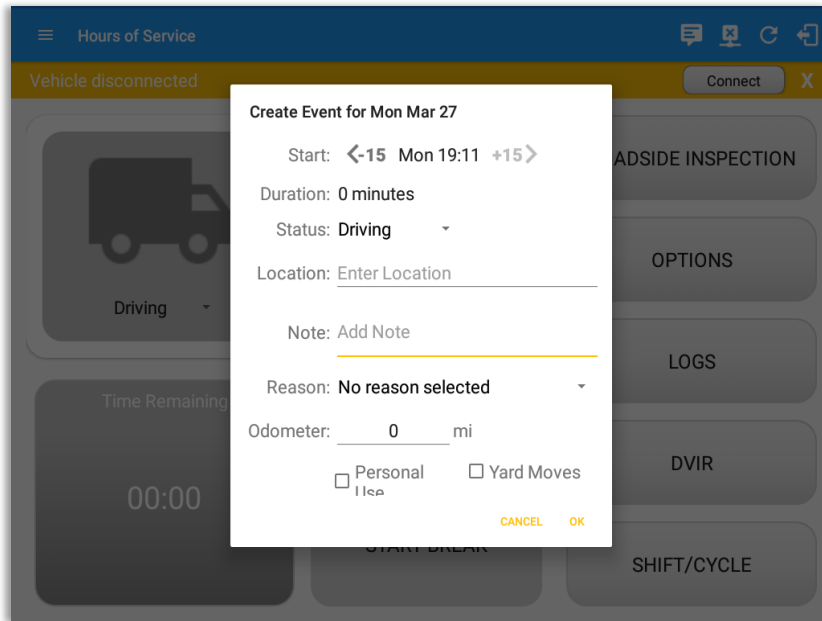 Hours of Service
Vehicle disconnected
Connect
X
Create Event for Mon Mar 27
Start: -15 Mon 19:11 +15
Duration: 0 minutes
Status: Driving
Location: Enter Location
Note: Add Note
Reason: No reason selected
Odometer: 0 mi
Personal Use
Yard Moves
CANCEL OK
Driving
Time Remaining
00:00
START BREAK
ADSIDE INSPECTION
OPTIONS
LOGS
DVIR
SHIFT/CYCLE